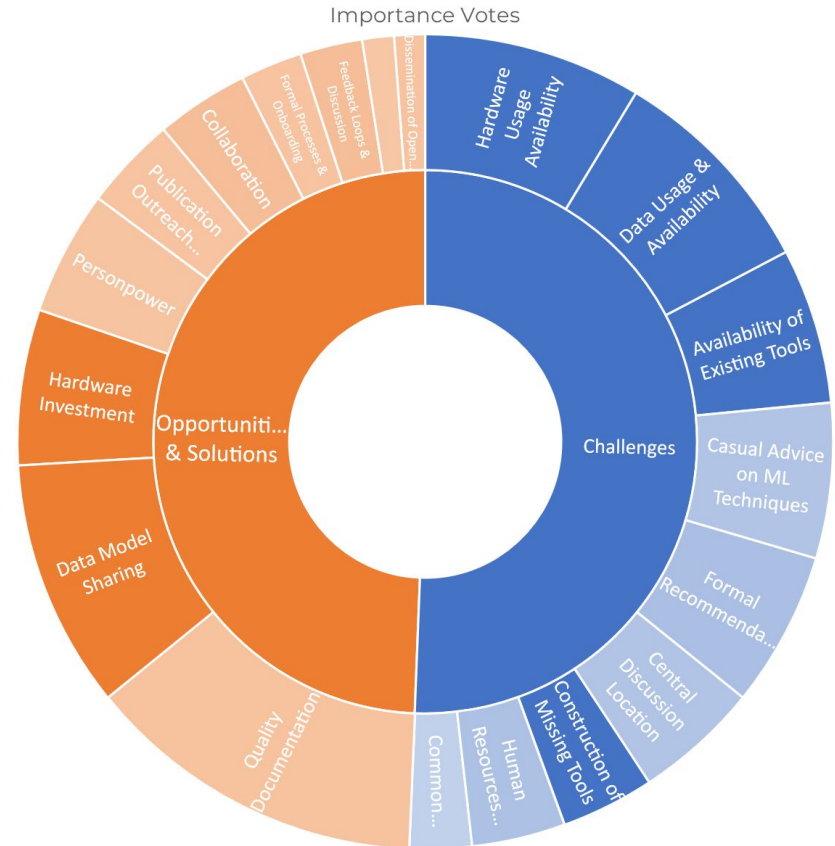 Importance Votes
Hardware
Usage
Availability
Data Usage &
Availability
Availability of
Existing Tools
Casual Advice
on ML
Techniques
Formal
Recommenda...
Central
Discussion
Location
Construction of
Missing Tools
Human
Resources...
Common...
Quality
Documentation
Data Model
Sharing
Hardware
Investment
Personpower
Publication
Outreach...
Collaboration
Formal Processes &
Onboarding
Feedback Loops &
Discussion
Dissemination of Open...
Challenges
Opportuniti...
& Solutions